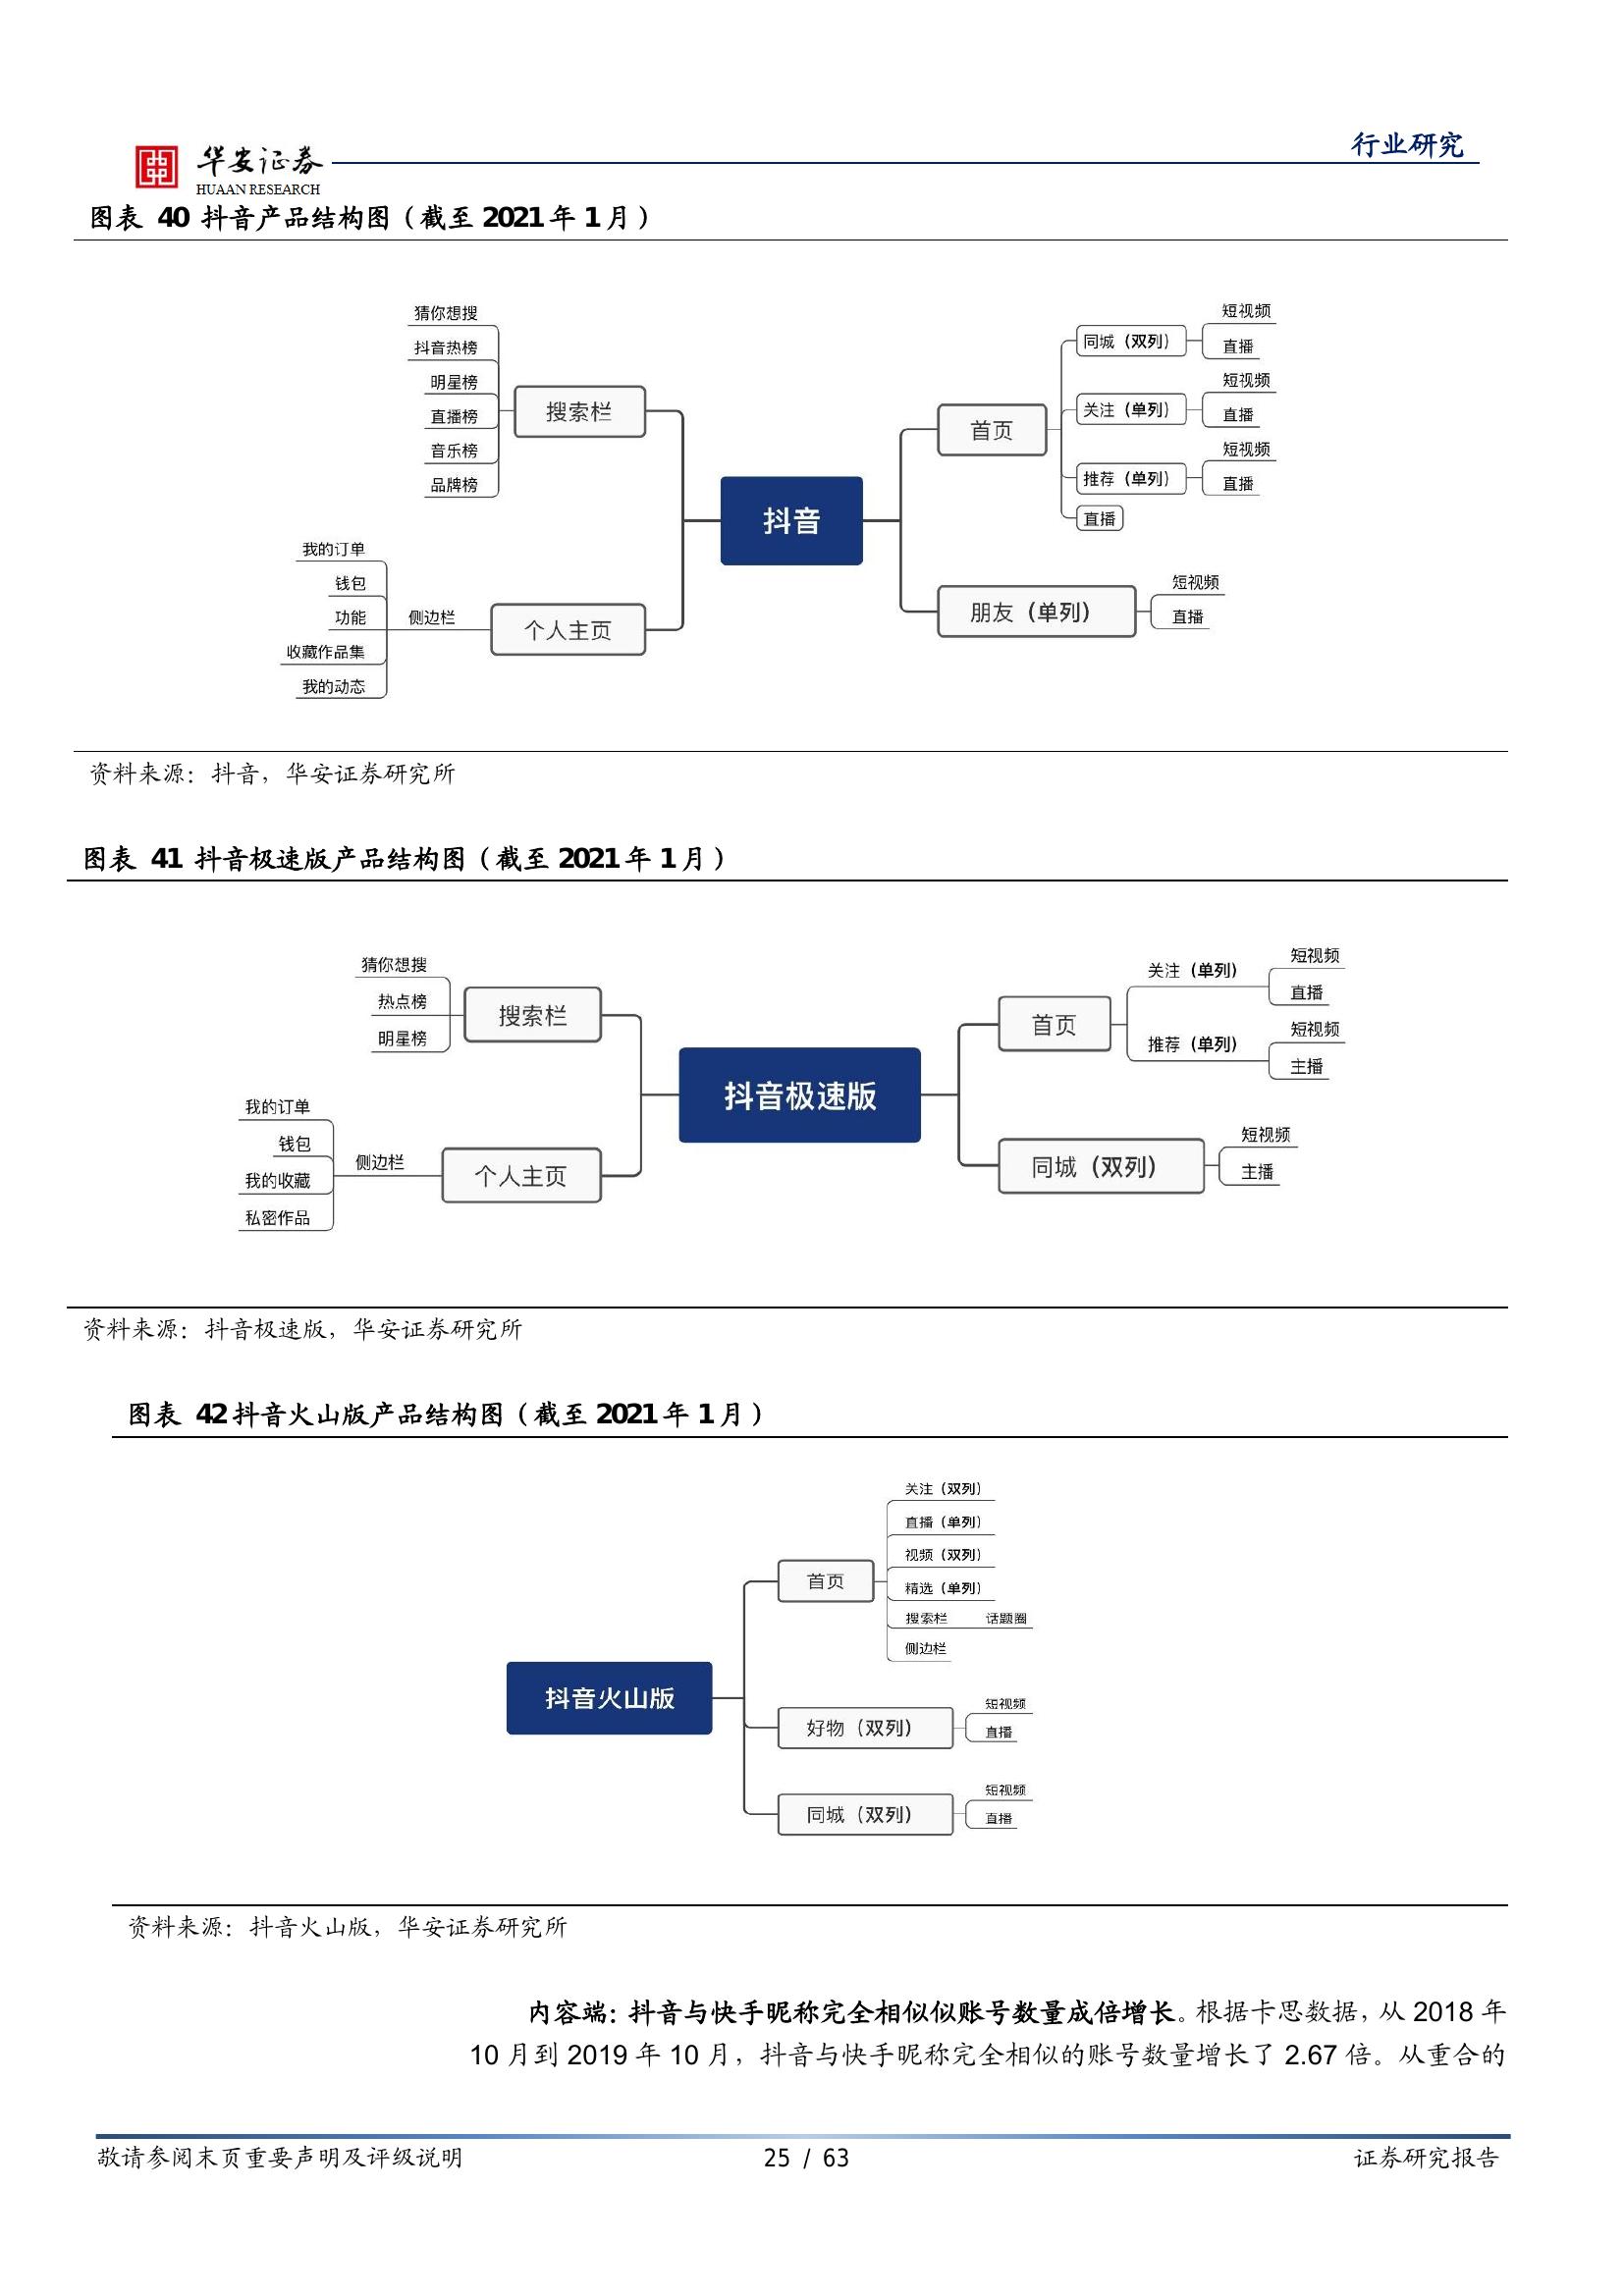 行业研究
华安证券
HUAAN RESEARCH
图表 40 抖音产品结构图（截至 2021 年 1 月）
猜你想搜
抖音热榜
明星榜
直播榜
音乐榜
品牌榜
搜索栏
我的订单
钱包
功能
收藏作品集
我的动态
侧边栏
个人主页
抖音
首页
同城（双列）
短视频
直播
关注（单列）
短视频
直播
推荐（单列）
短视频
直播
直播
朋友（单列）
短视频
直播
资料来源：抖音，华安证券研究所
图表 41 抖音极速版产品结构图（截至 2021 年 1 月）
猜你想搜
热点榜
明星榜
搜索栏
我的订单
钱包
我的收藏
私密作品
侧边栏
个人主页
抖音极速版
首页
关注（单列）
短视频
直播
推荐（单列）
短视频
主播
同城（双列）
短视频
主播
资料来源：抖音极速版，华安证券研究所
图表 42 抖音火山版产品结构图（截至 2021 年 1 月）
抖音火山版
首页
关注（双列）
直播（单列）
视频（双列）
精选（单列）
搜索栏 话题圈
侧边栏
好物（双列）
短视频
直播
同城（双列）
短视频
直播
资料来源：抖音火山版，华安证券研究所
内容端：抖音与快手昵称完全相似似账号数量成倍增长。根据卡思数据，从 2018 年
10 月到 2019 年 10 月，抖音与快手昵称完全相似的账号数量增长了 2.67 倍。从重合的
敬请参阅末页重要声明及评级说明
25 / 63
证券研究报告